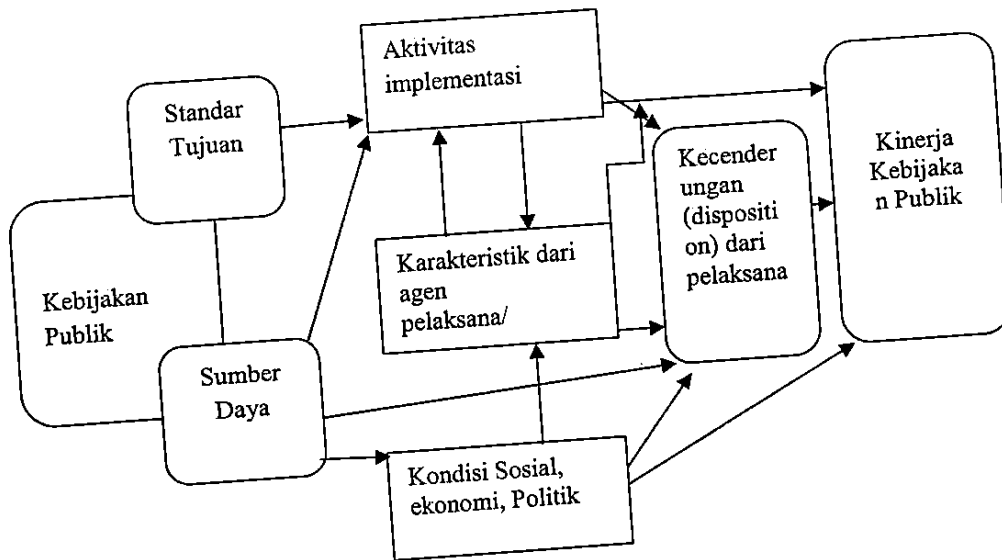 Aktivitas
implementasi
Standar
Tujuan
Kinerja
Kebijaka
n Publik
Kecender
ungan
(dispositi
on) dari
pelaksana
Karakteristik dari
agen
pelaksana/
Kebijakan
Publik
Sumber
Daya
Kondisi Sosial,
ekonomi, Politik